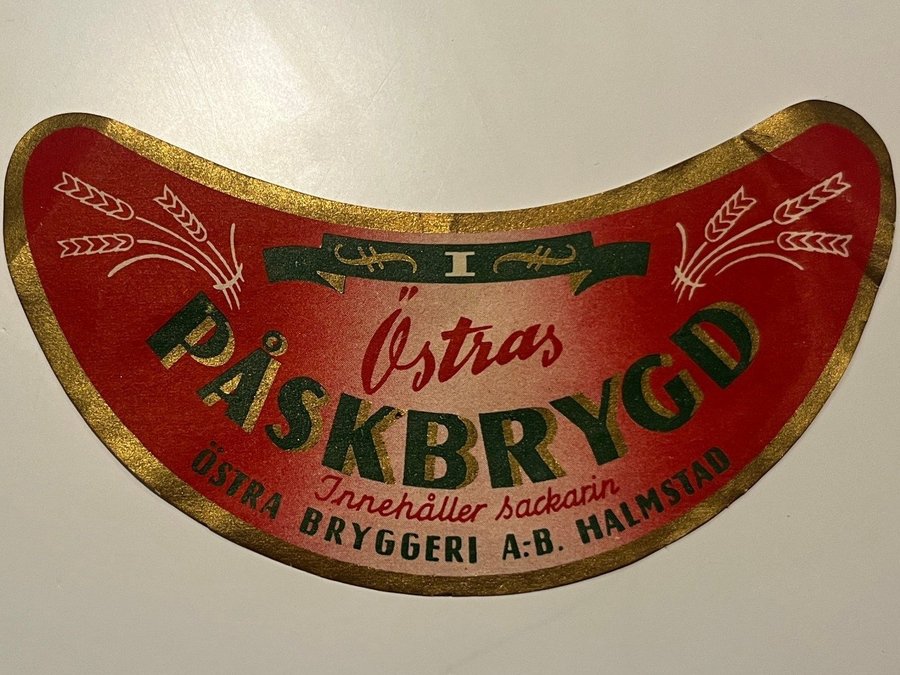 I
Östras
PÅSKBRYGD
Innehåller sackarin
ÖSTRA BRYGGERI A.-B. HALMSTAD